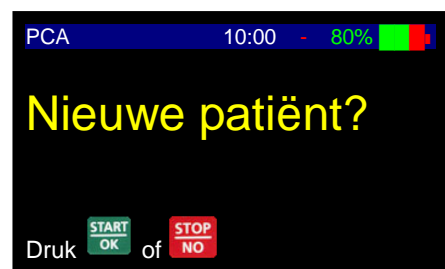 PCA 10:00 - 80%
Nieuwe patiënt?
Druk START OK of STOP NO